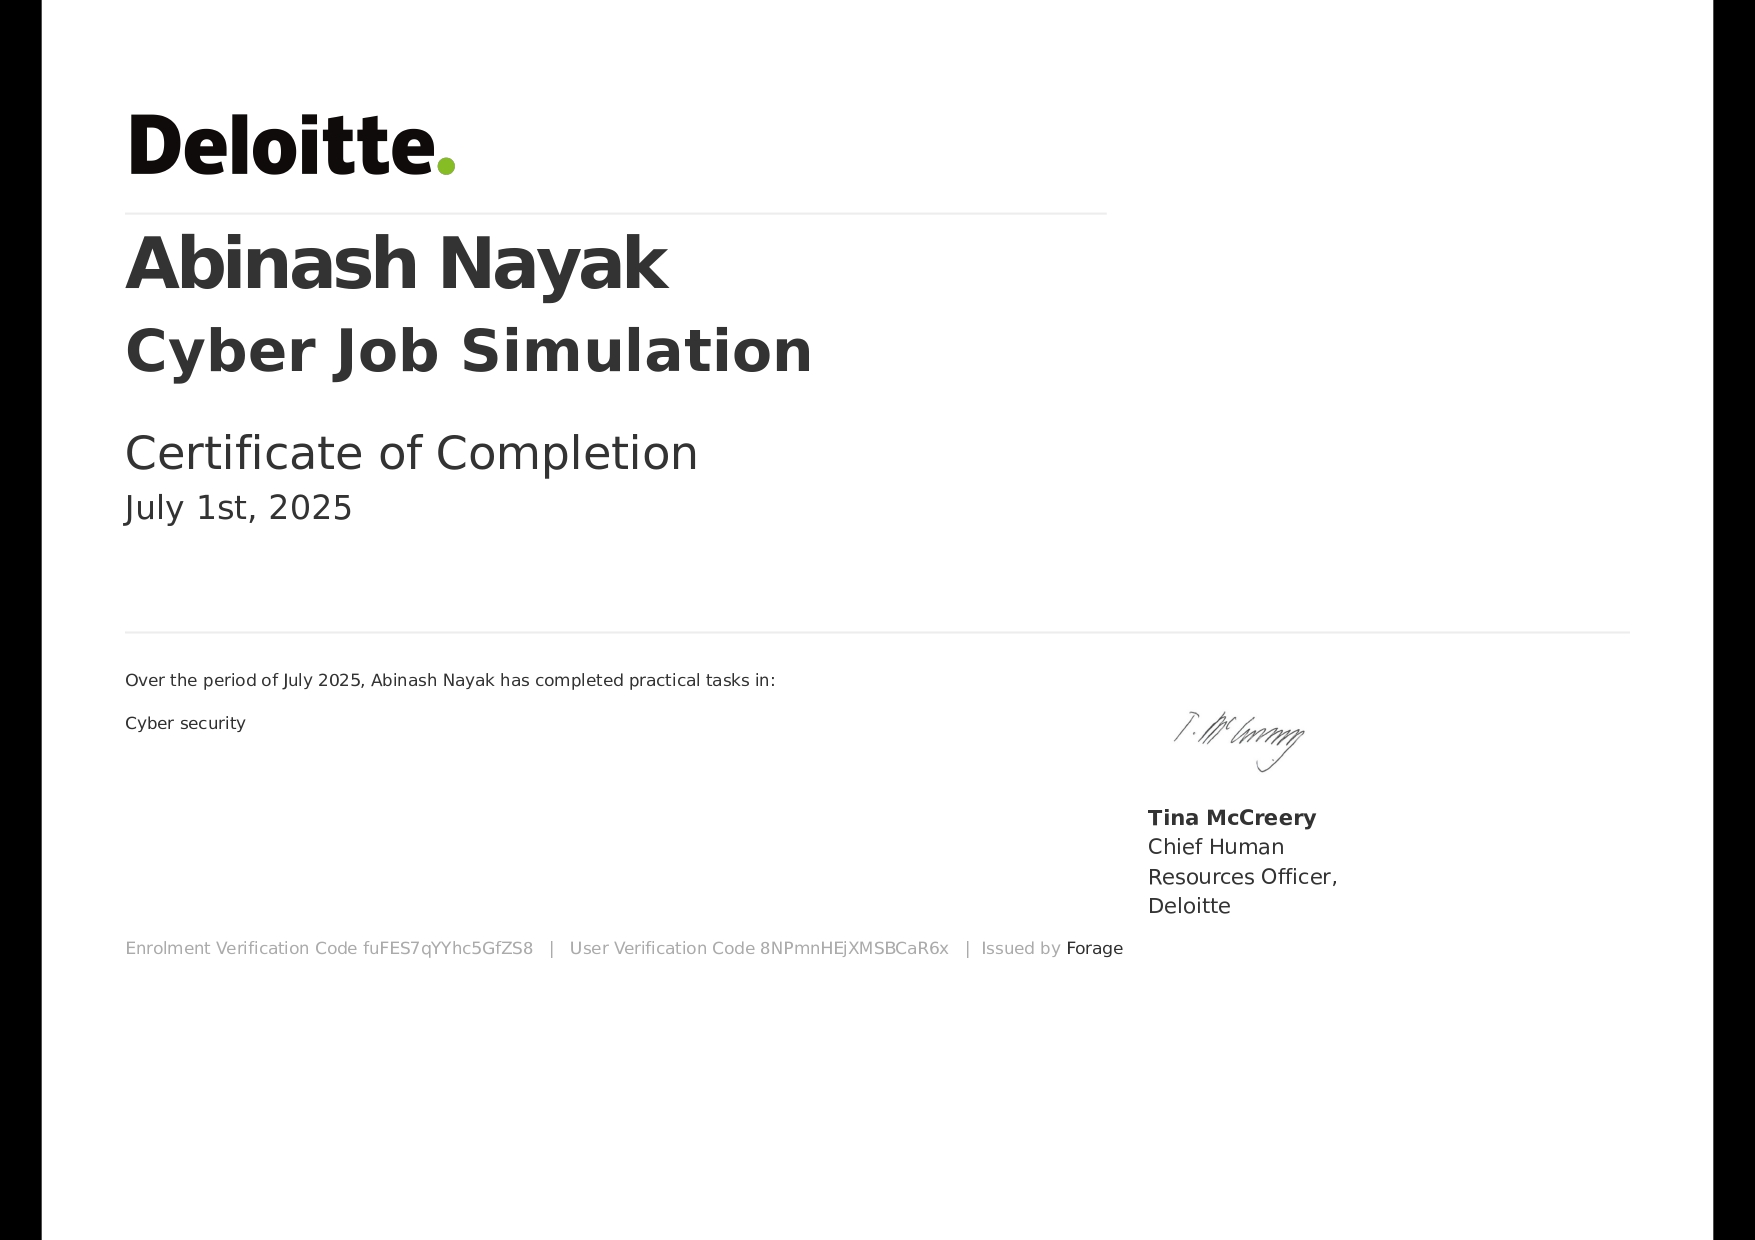 Deloitte.
Abinash Nayak
Cyber Job Simulation
Certificate of Completion
July 1st, 2025
Over the period of July 2025, Abinash Nayak has completed practical tasks in:
Cyber security
T. McCreery
Tina McCreery
Chief Human
Resources Officer,
Deloitte
Enrolment Verification Code fuFES7qYYhc5GfZS8 | User Verification Code 8NPmnHEjXMSBCaR6x | Issued by Forage